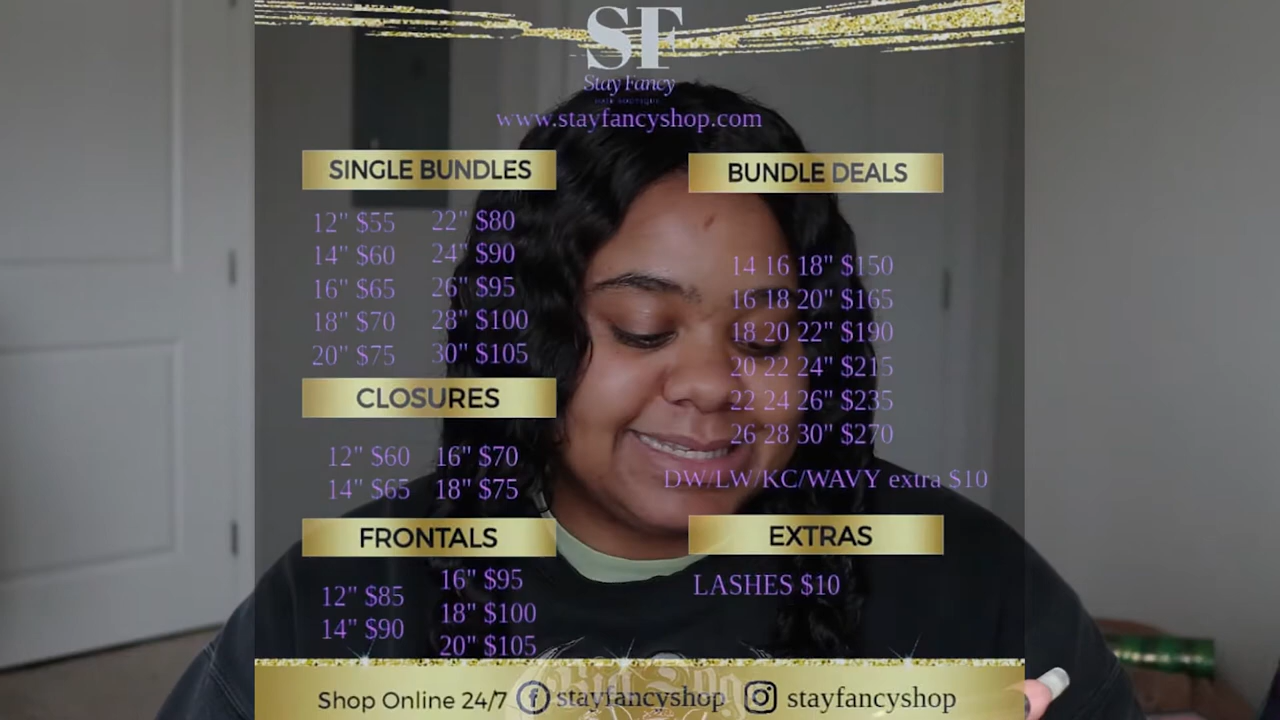 SF
Stay Fancy
HAIR BOUTIQUE
www.stayfancyshop.com
SINGLE BUNDLES
12" $55 22" $80
14" $60 24" $90
16" $65 26" $95
18" $70 28" $100
20" $75 30" $105
CLOSURES
12" $60 16" $70
14" $65 18" $75
FRONTALS
12" $85
14" $90
16" $95
18" $100
20" $105
BUNDLE DEALS
14 16 18" $150
16 18 20" $165
18 20 22" $190
20 22 24" $215
22 24 26" $235
26 28 30" $270
DW/LW/KC/WAVY extra $10
EXTRAS
LASHES $10
Shop Online 24/7 stayfancyshop stayfancyshop